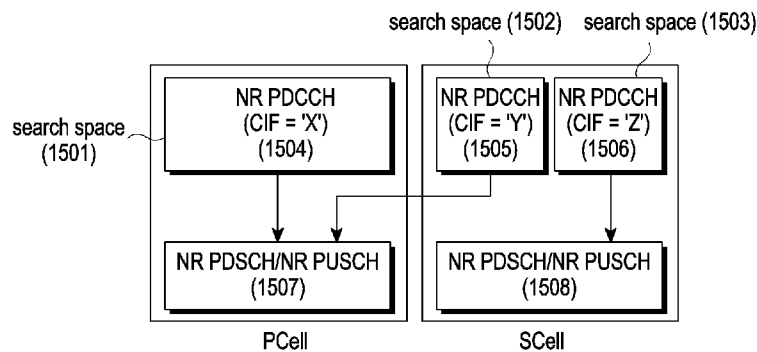 search space (1502)
search space (1503)
search space
(1501)
NR PDCCH
(CIF = 'X')
(1504)
NR PDCCH
(CIF = 'Y')
(1505)
NR PDCCH
(CIF = 'Z')
(1506)
NR PDSCH/NR PUSCH
(1507)
NR PDSCH/NR PUSCH
(1508)
PCell
SCell